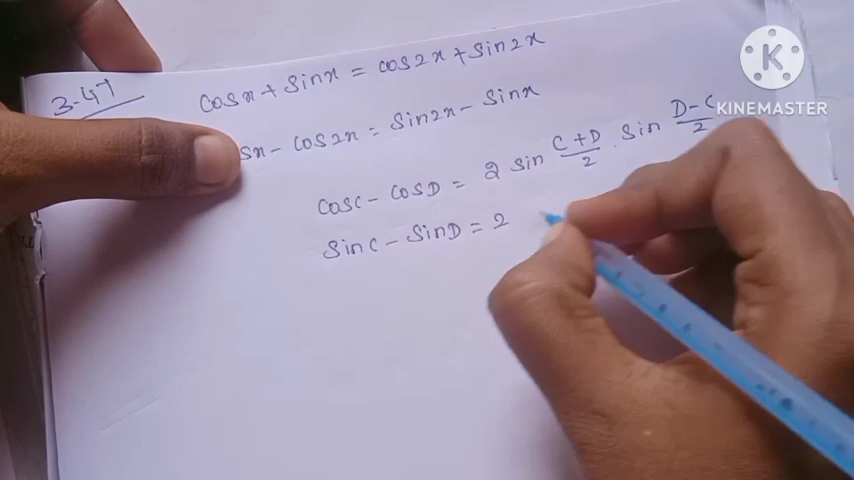 3.47
cosx + sinx = cos2x + sin2x
sx - cos2x = sin2x - sinx
cosC - cosD = 2 sin C+D/2 . sin D-C/2
sinC - sinD = 2
KINEMASTER